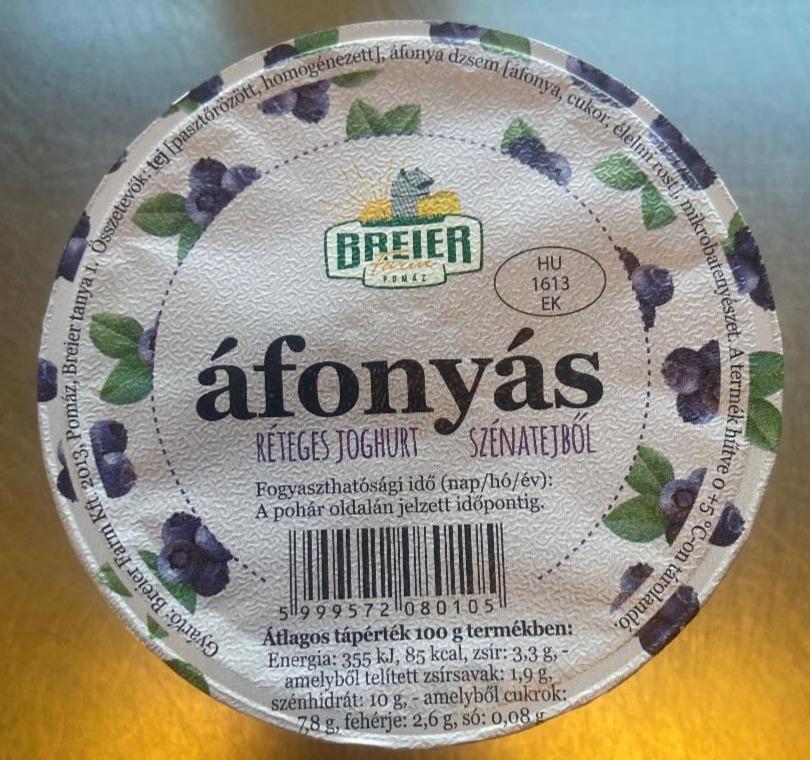 Gyártó: Breier Farm Kft. 2013, Pomáz, Breier tanya 1. Összetevők: tej [pasztőrözött, homogénezett], áfonya dzsem [áfonya, cukor, élelmi rost], mikrobatenyészet. A termék hűtve 0+5 °C-on tárolandó.
BREIER
Farm
POMÁZ
HU
1613
EK
áfonyás
RÉTEGES JOGHURT SZÉNATEJBŐL
Fogyaszthatósági idő (nap/hó/év):
A pohár oldalán jelzett időpontig.
5 999572 080105
Átlagos tápérték 100 g termékben:
Energia: 355 kJ, 85 kcal, zsír: 3,3 g, -
amelyből telített zsírsavak: 1,9 g,
szénhidrát: 10 g, - amelyből cukrok:
7,8 g, fehérje: 2,6 g, só: 0,08 g